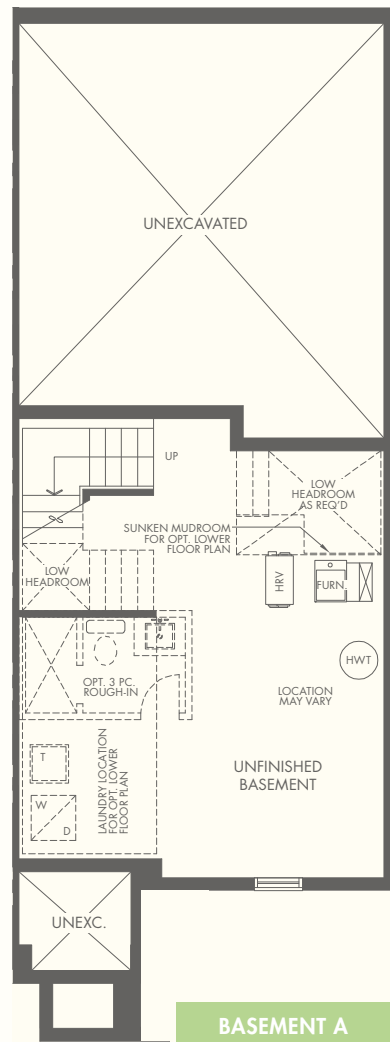 UNEXCAVATED
UP
LOW
HEADROOM
AS REQ'D
SUNKEN MUDROOM
FOR OPT. LOWER
FLOOR PLAN
LOW
HEADROOM
HRV
FURN.
OPT. 3 PC.
ROUGH-IN
HWT
LOCATION
MAY VARY
T
W
D
LAUNDRY LOCATION
FOR OPT. LOWER
FLOOR PLAN
UNFINISHED
BASEMENT
UNEXC.
BASEMENT A